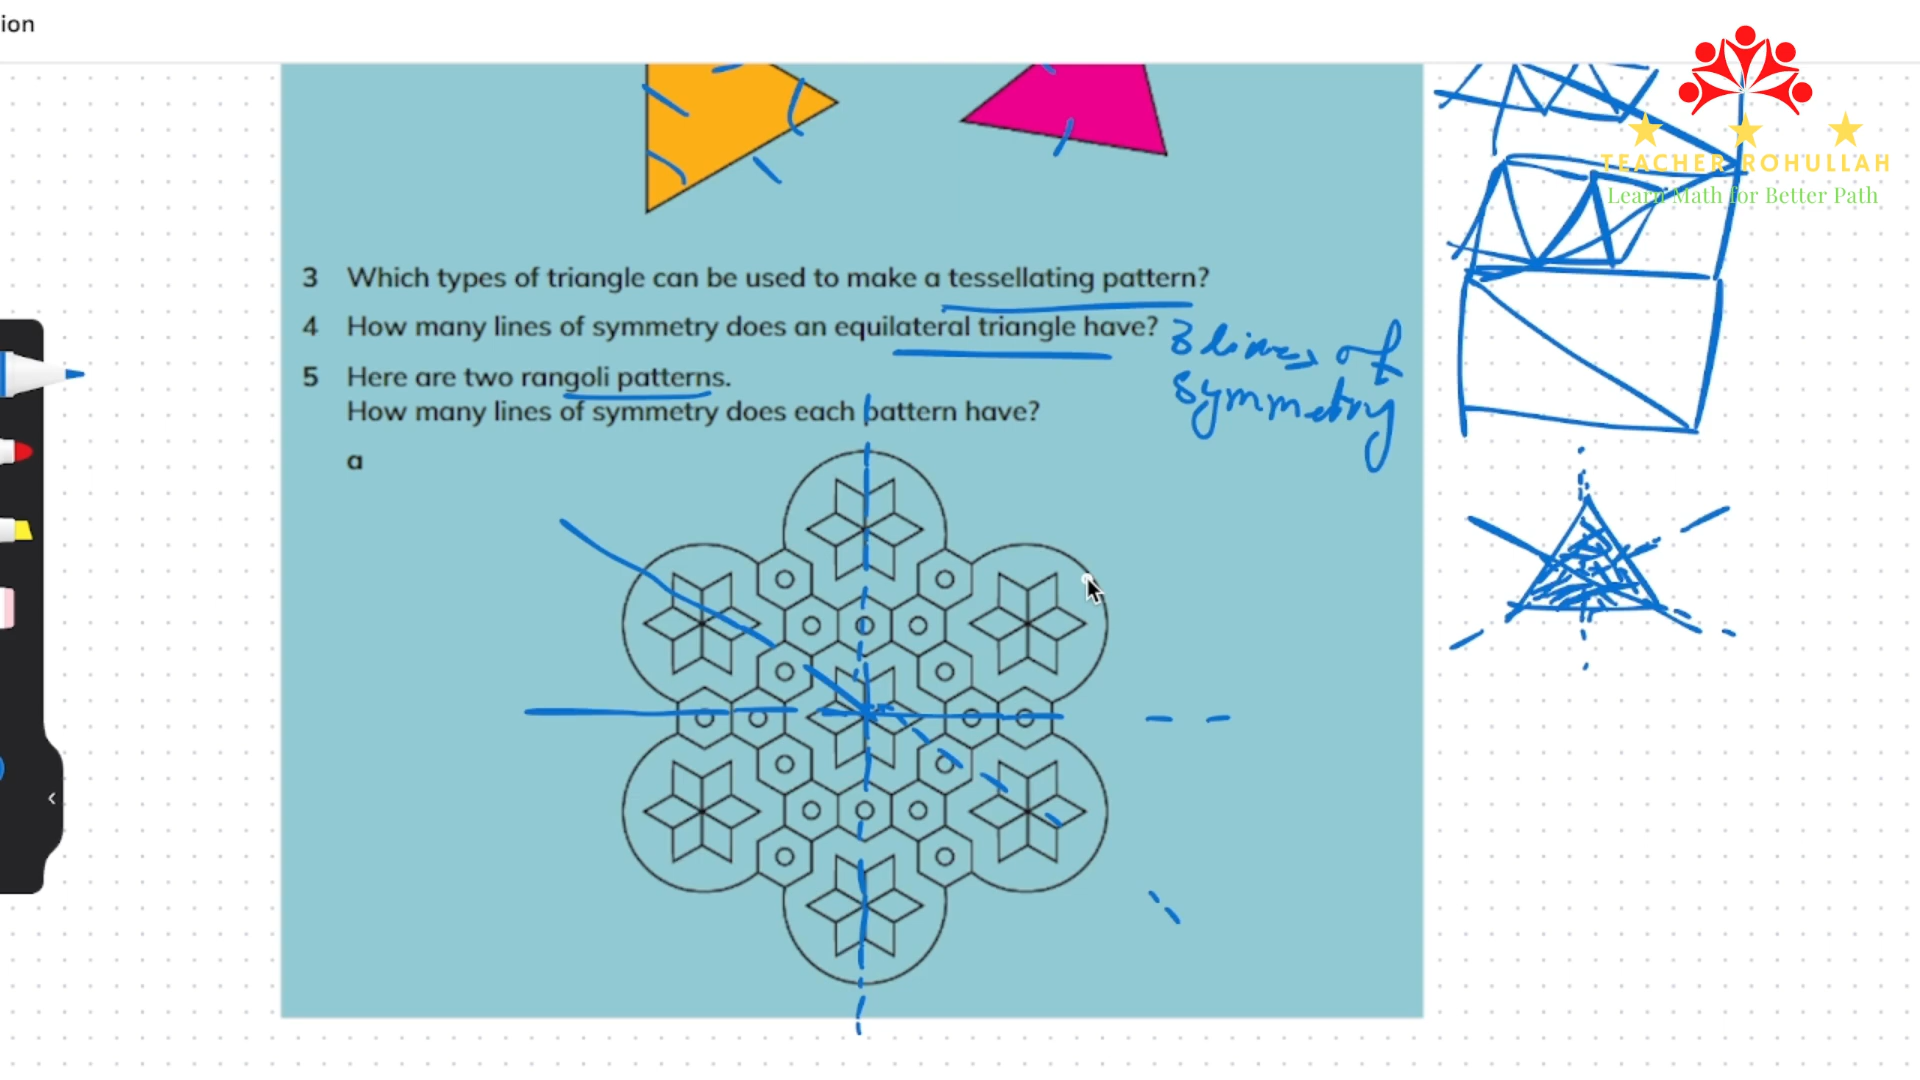 ion
TEACHER ROHULLAH
Learn Math for Better Path
3 Which types of triangle can be used to make a tessellating pattern?
4 How many lines of symmetry does an equilateral triangle have?
3 lines of
symmetry
5 Here are two rangoli patterns.
How many lines of symmetry does each pattern have?
a